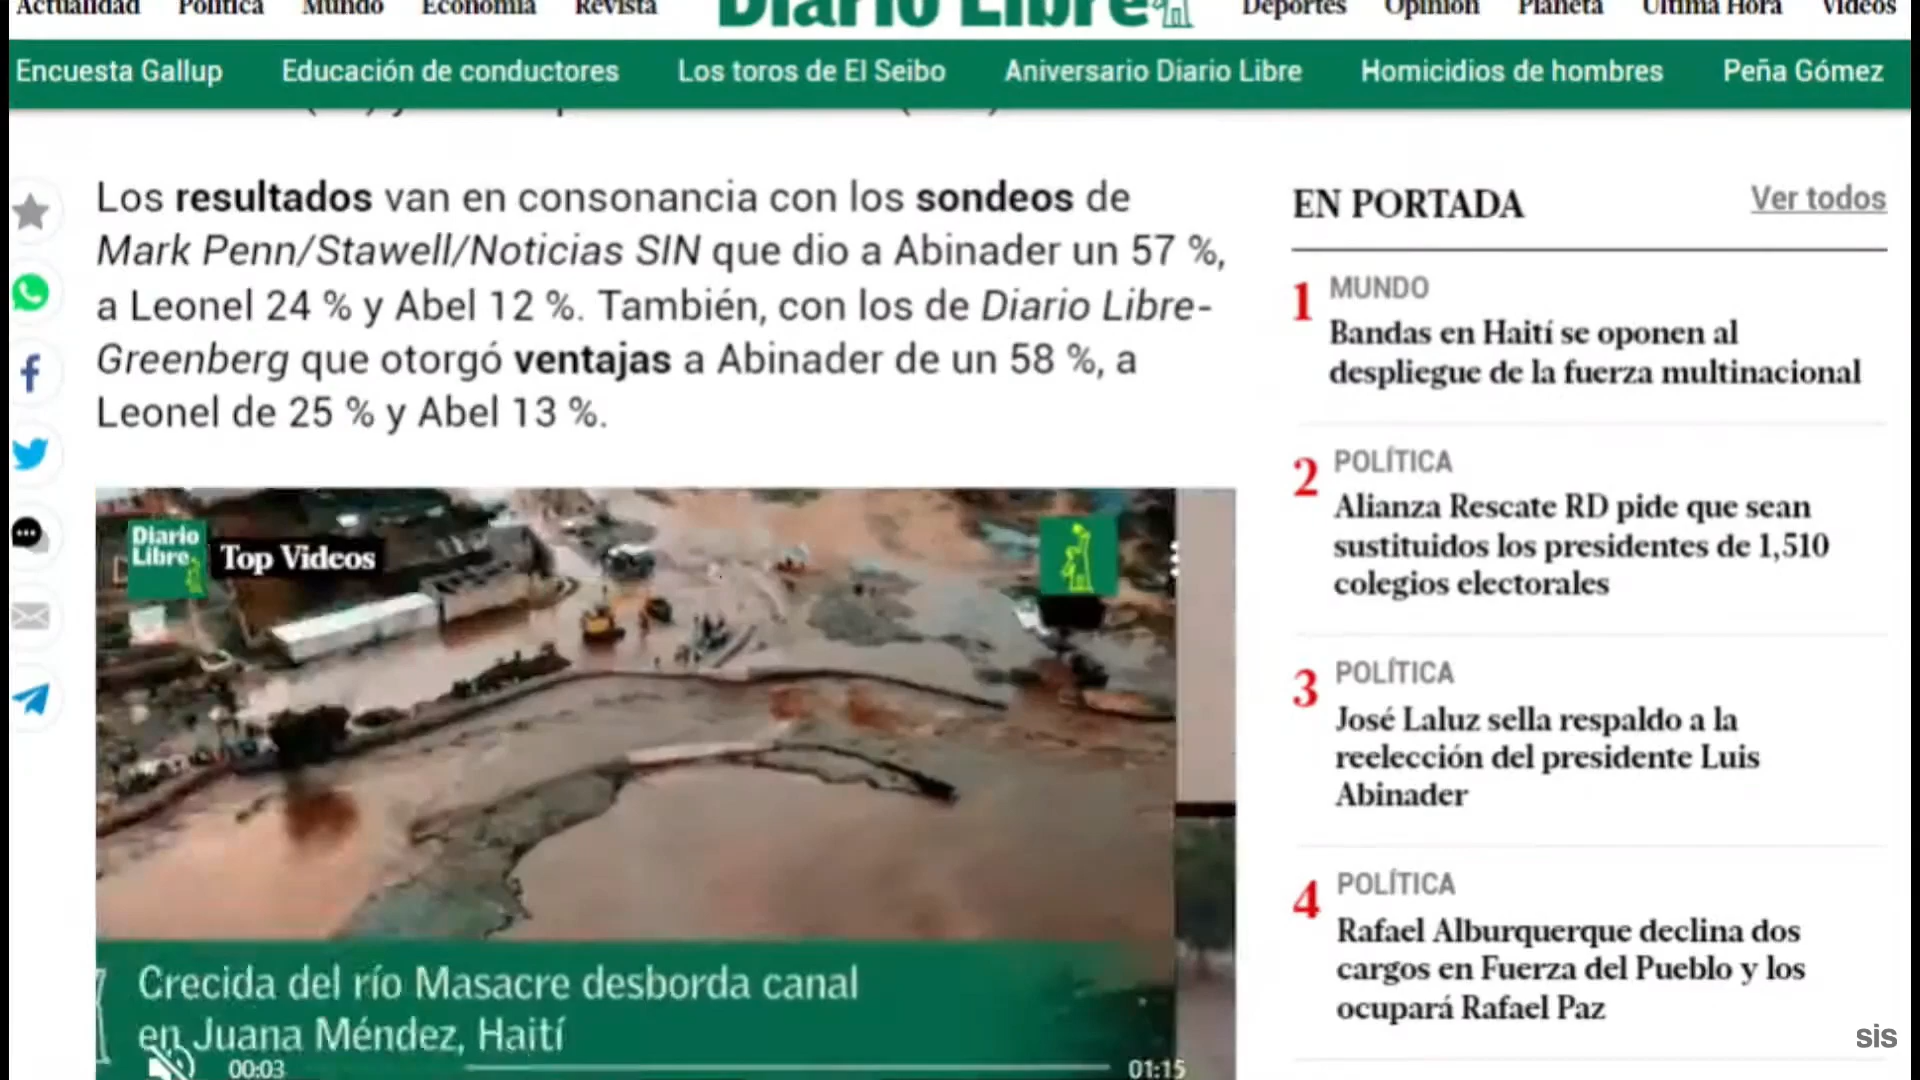 Actualidad Política Mundo Economía Revista Diario Libre Deportes Opinión Planeta Última Hora Videos
Encuesta Gallup Educación de conductores Los toros de El Seibo Aniversario Diario Libre Homicidios de hombres Peña Gómez
Los resultados van en consonancia con los sondeos de
Mark Penn/Stawell/Noticias SIN que dio a Abinader un 57 %,
a Leonel 24 % y Abel 12 %. También, con los de Diario Libre-
Greenberg que otorgó ventajas a Abinader de un 58 %, a
Leonel de 25 % y Abel 13 %.
Diario
Libre
Top Videos
Crecida del río Masacre desborda canal
en Juana Méndez, Haití
00:03 01:15
EN PORTADA Ver todos
1 MUNDO
Bandas en Haití se oponen al
despliegue de la fuerza multinacional
2 POLÍTICA
Alianza Rescate RD pide que sean
sustituidos los presidentes de 1,510
colegios electorales
3 POLÍTICA
José Laluz sella respaldo a la
reelección del presidente Luis
Abinader
4 POLÍTICA
Rafael Alburquerque declina dos
cargos en Fuerza del Pueblo y los
ocupará Rafael Paz
sis